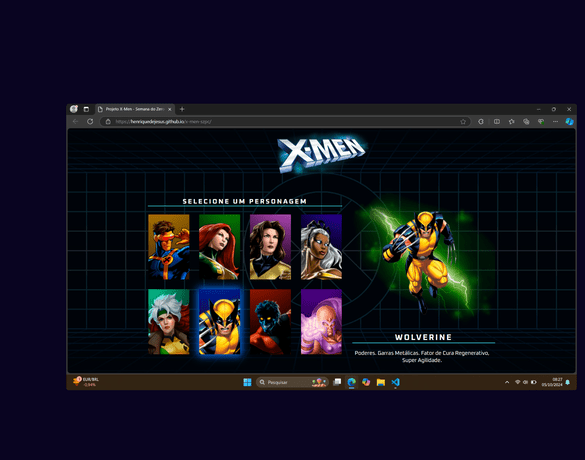 Projeto X-Men - Semana do Zero
https://henriquedejesus.github.io/x-men-sqvc/
X-MEN
SELECIONE UM PERSONAGEM
WOLVERINE
Poderes. Garras Metálicas. Fator de Cura Regenerativo,
Super Agilidade.
EUR/BRL
-0,94%
Pesquisar
08:27
05/10/2024